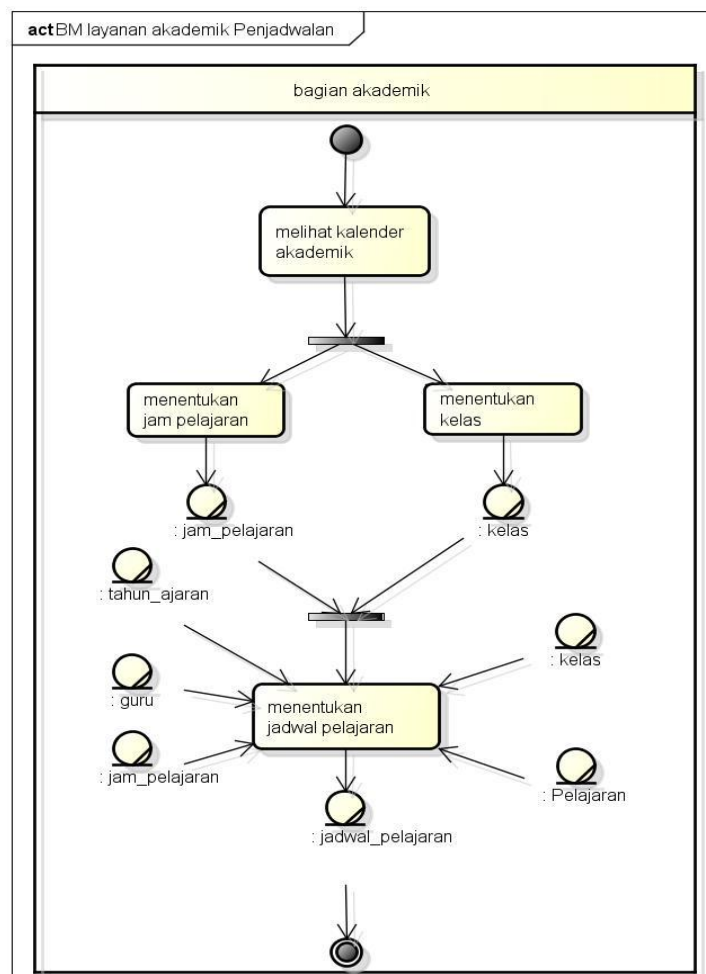 act BM layanan akademik Penjadwalan
bagian akademik
melihat kalender
akademik
menentukan
jam pelajaran
menentukan
kelas
: jam_pelajaran
: kelas
: tahun_ajaran
: kelas
: guru
menentukan
jadwal pelajaran
: jam_pelajaran
: Pelajaran
: jadwal_pelajaran